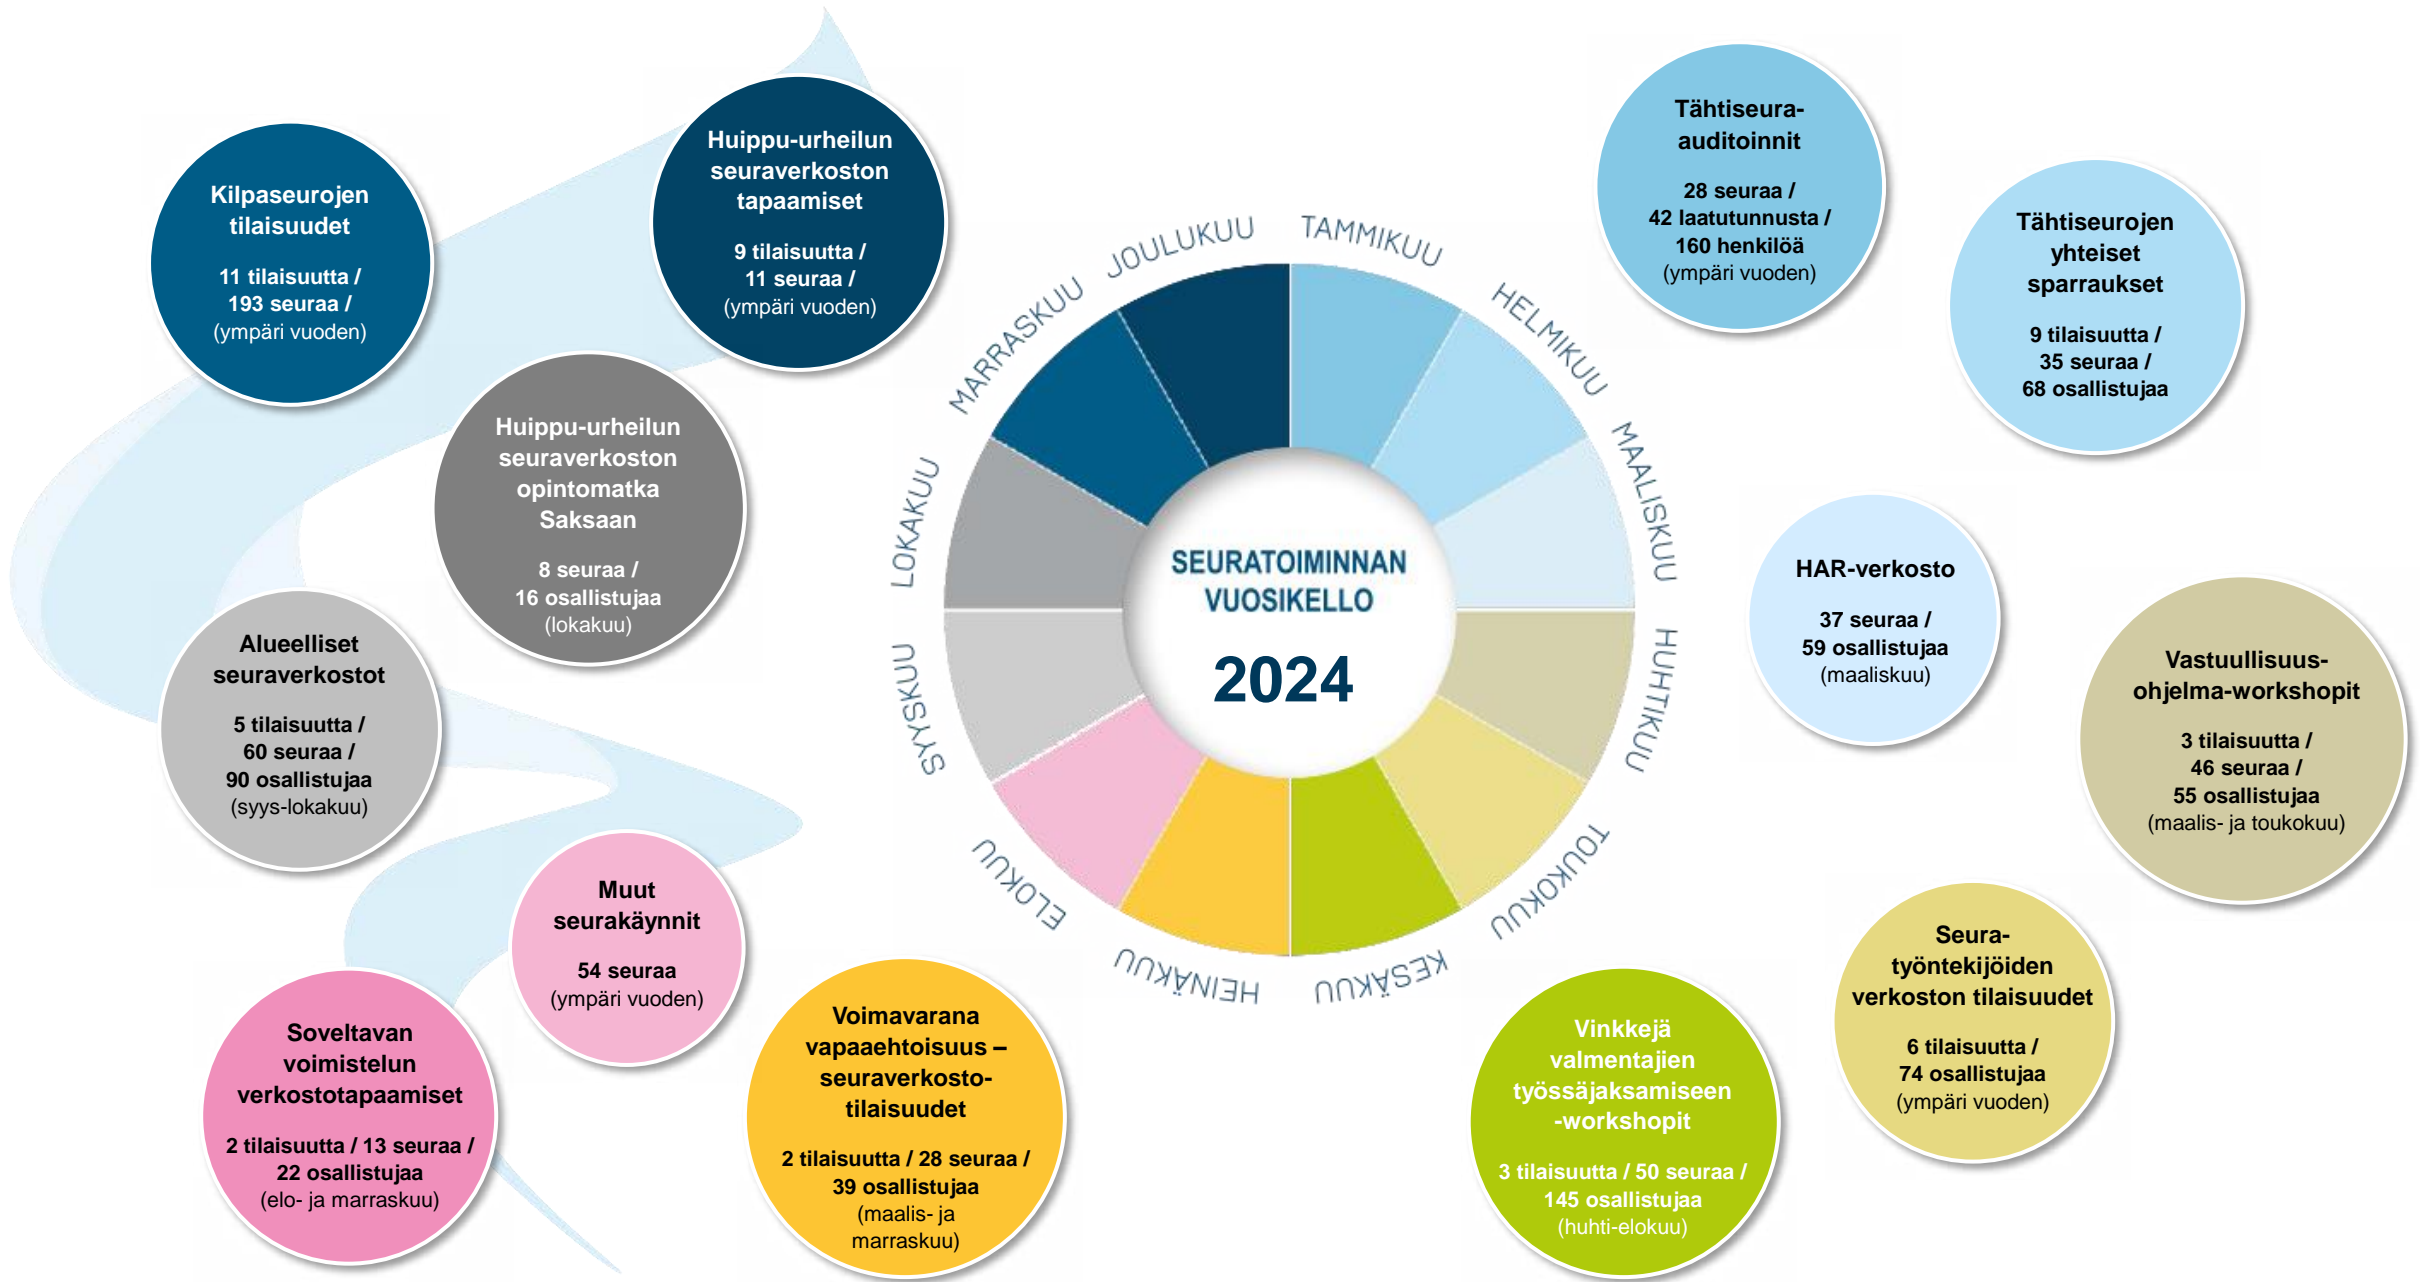 Kilpaseurojen
tilaisuudet
11 tilaisuutta /
193 seuraa /
(ympäri vuoden)
Huippu-urheilun
seuraverkoston
tapaamiset
9 tilaisuutta /
11 seuraa /
(ympäri vuoden)
Huippu-urheilun
seuraverkoston
opintomatka
Saksaan
8 seuraa /
16 osallistujaa
(lokakuu)
Alueelliset
seuraverkostot
5 tilaisuutta /
60 seuraa /
90 osallistujaa
(syys-lokakuu)
Muut
seurakäynnit
54 seuraa
(ympäri vuoden)
Soveltavan
voimistelun
verkostotapaamiset
2 tilaisuutta / 13 seuraa /
22 osallistujaa
(elo- ja marraskuu)
Voimavarana
vapaaehtoisuus –
seuraverkosto-
tilaisuudet
2 tilaisuutta / 28 seuraa /
39 osallistujaa
(maalis- ja
marraskuu)
TAMMIKUU
HELMIKUU
MAALISKUU
HUHTIKUU
TOUKOKUU
KESÄKUU
HEINÄKUU
ELOKUU
SYYSKUU
LOKAKUU
MARRASKUU
JOULUKUU
SEURATOIMINNAN
VUOSIKELLO
2024
Tähtiseura-
auditoinnit
28 seuraa /
42 laatutunnusta /
160 henkilöä
(ympäri vuoden)
Tähtiseurojen
yhteiset
sparraukset
9 tilaisuutta /
35 seuraa /
68 osallistujaa
HAR-verkosto
37 seuraa /
59 osallistujaa
(maaliskuu)
Vastuullisuus-
ohjelma-workshopit
3 tilaisuutta /
46 seuraa /
55 osallistujaa
(maalis- ja toukokuu)
Seura-
työntekijöiden
verkoston tilaisuudet
6 tilaisuutta /
74 osallistujaa
(ympäri vuoden)
Vinkkejä
valmentajien
työssäjaksamiseen
-workshopit
3 tilaisuutta / 50 seuraa /
145 osallistujaa
(huhti-elokuu)